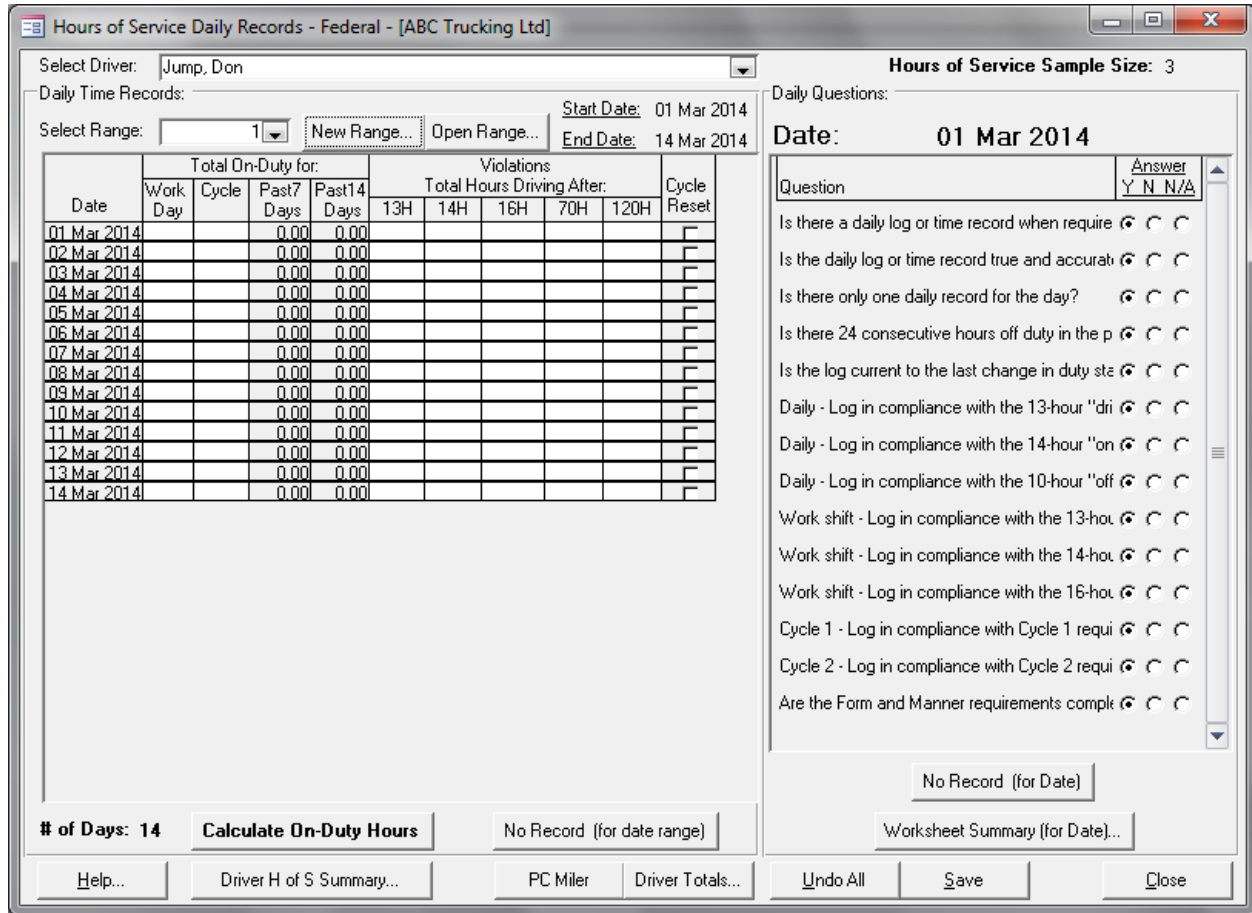 Hours of Service Daily Records - Federal - [ABC Trucking Ltd]
Select Driver: Jump, Don
Hours of Service Sample Size: 3
Daily Time Records:
Select Range: 1 New Range... Open Range...
Start Date: 01 Mar 2014
End Date: 14 Mar 2014
Total On-Duty for: Violations
Total Hours Driving After:
Date Work Day Cycle Past7 Days Past14 Days 13H 14H 16H 70H 120H Cycle Reset
01 Mar 2014 0.00 0.00
02 Mar 2014 0.00 0.00
03 Mar 2014 0.00 0.00
04 Mar 2014 0.00 0.00
05 Mar 2014 0.00 0.00
06 Mar 2014 0.00 0.00
07 Mar 2014 0.00 0.00
08 Mar 2014 0.00 0.00
09 Mar 2014 0.00 0.00
10 Mar 2014 0.00 0.00
11 Mar 2014 0.00 0.00
12 Mar 2014 0.00 0.00
13 Mar 2014 0.00 0.00
14 Mar 2014 0.00 0.00
# of Days: 14 Calculate On-Duty Hours No Record (for date range)
Daily Questions:
Date: 01 Mar 2014
Answer
Question Y N N/A
Is there a daily log or time record when require
Is the daily log or time record true and accurat
Is there only one daily record for the day?
Is there 24 consecutive hours off duty in the p
Is the log current to the last change in duty sta
Daily - Log in compliance with the 13-hour "dri
Daily - Log in compliance with the 14-hour "on
Daily - Log in compliance with the 10-hour "off
Work shift - Log in compliance with the 13-hou
Work shift - Log in compliance with the 14-hou
Work shift - Log in compliance with the 16-hou
Cycle 1 - Log in compliance with Cycle 1 requi
Cycle 2 - Log in compliance with Cycle 2 requi
Are the Form and Manner requirements comple
No Record (for Date)
Worksheet Summary (for Date)...
Help... Driver H of S Summary... PC Miler Driver Totals... Undo All Save Close